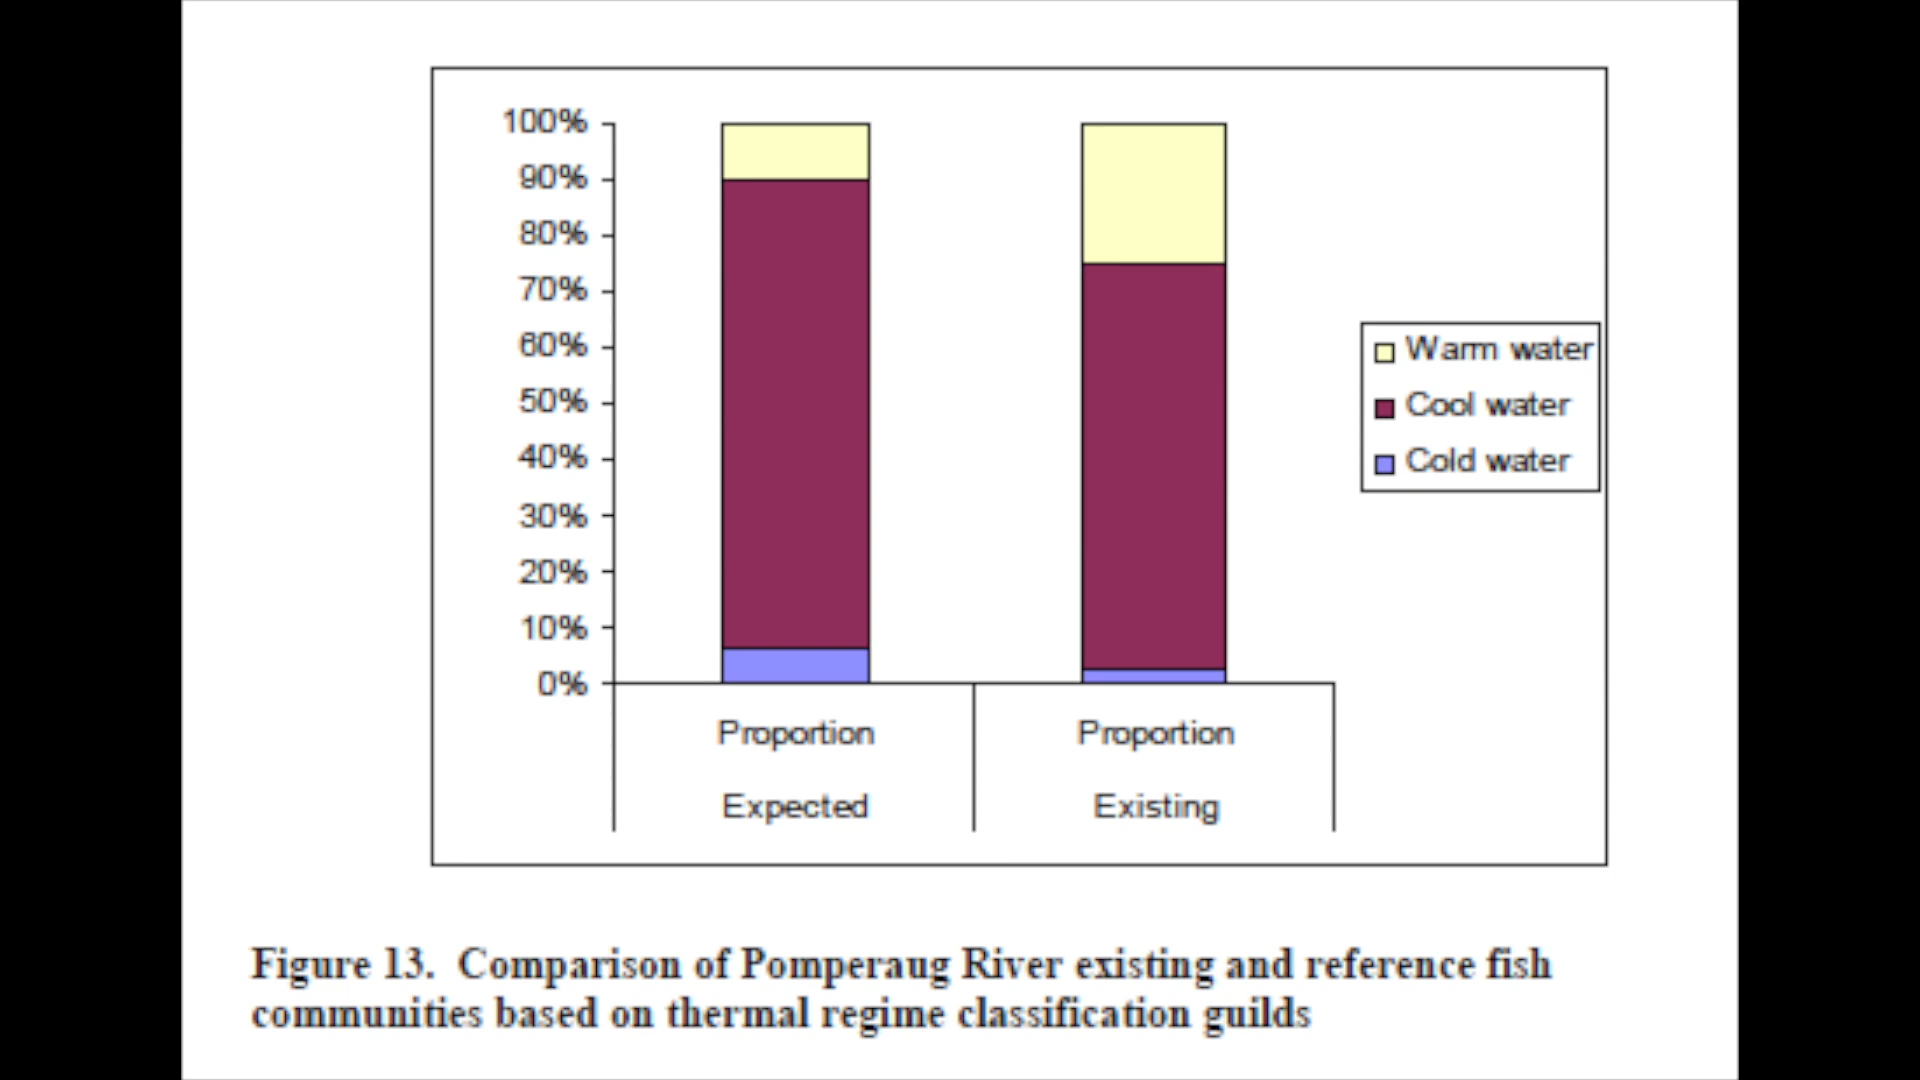 100%
90%
80%
70%
60%
50%
40%
30%
20%
10%
0%
Warm water
Cool water
Cold water
Proportion Proportion
Expected Existing
Figure 13. Comparison of Pomperaug River existing and reference fish
communities based on thermal regime classification guilds